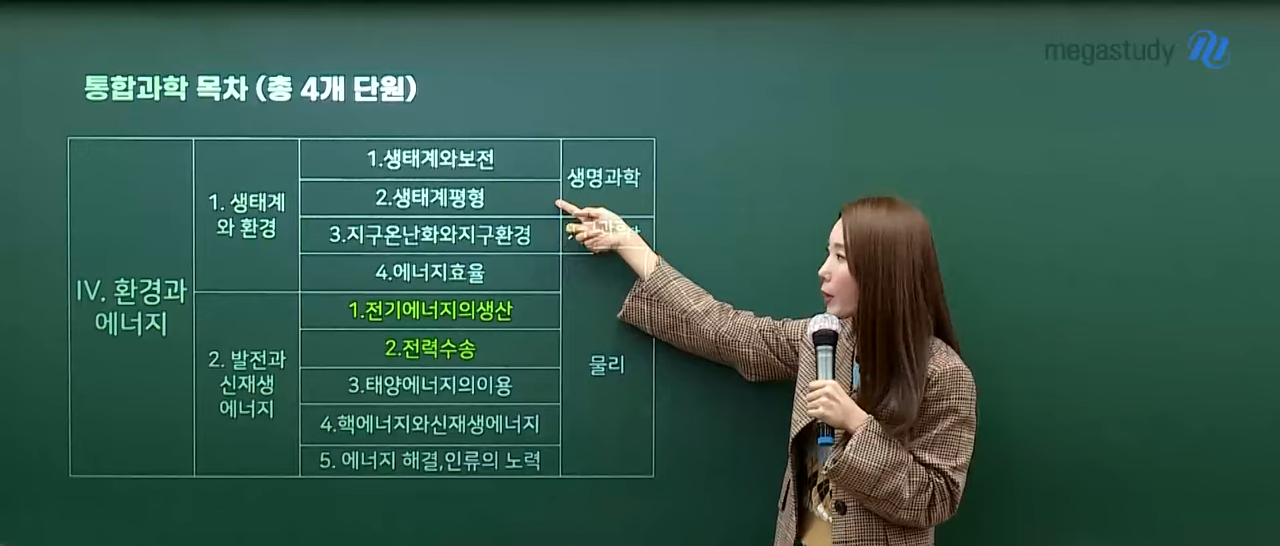 megastudy
통합과학 목차 (총 4개 단원)
IV. 환경과
에너지
1. 생태계
와 환경
1.생태계와보전
2.생태계평형
3.지구온난화와지구환경
4.에너지효율
2. 발전과
신재생
에너지
1.전기에너지의생산
2.전력수송
3.태양에너지의이용
4.핵에너지와신재생에너지
5. 에너지 해결,인류의 노력
생명과학
물리